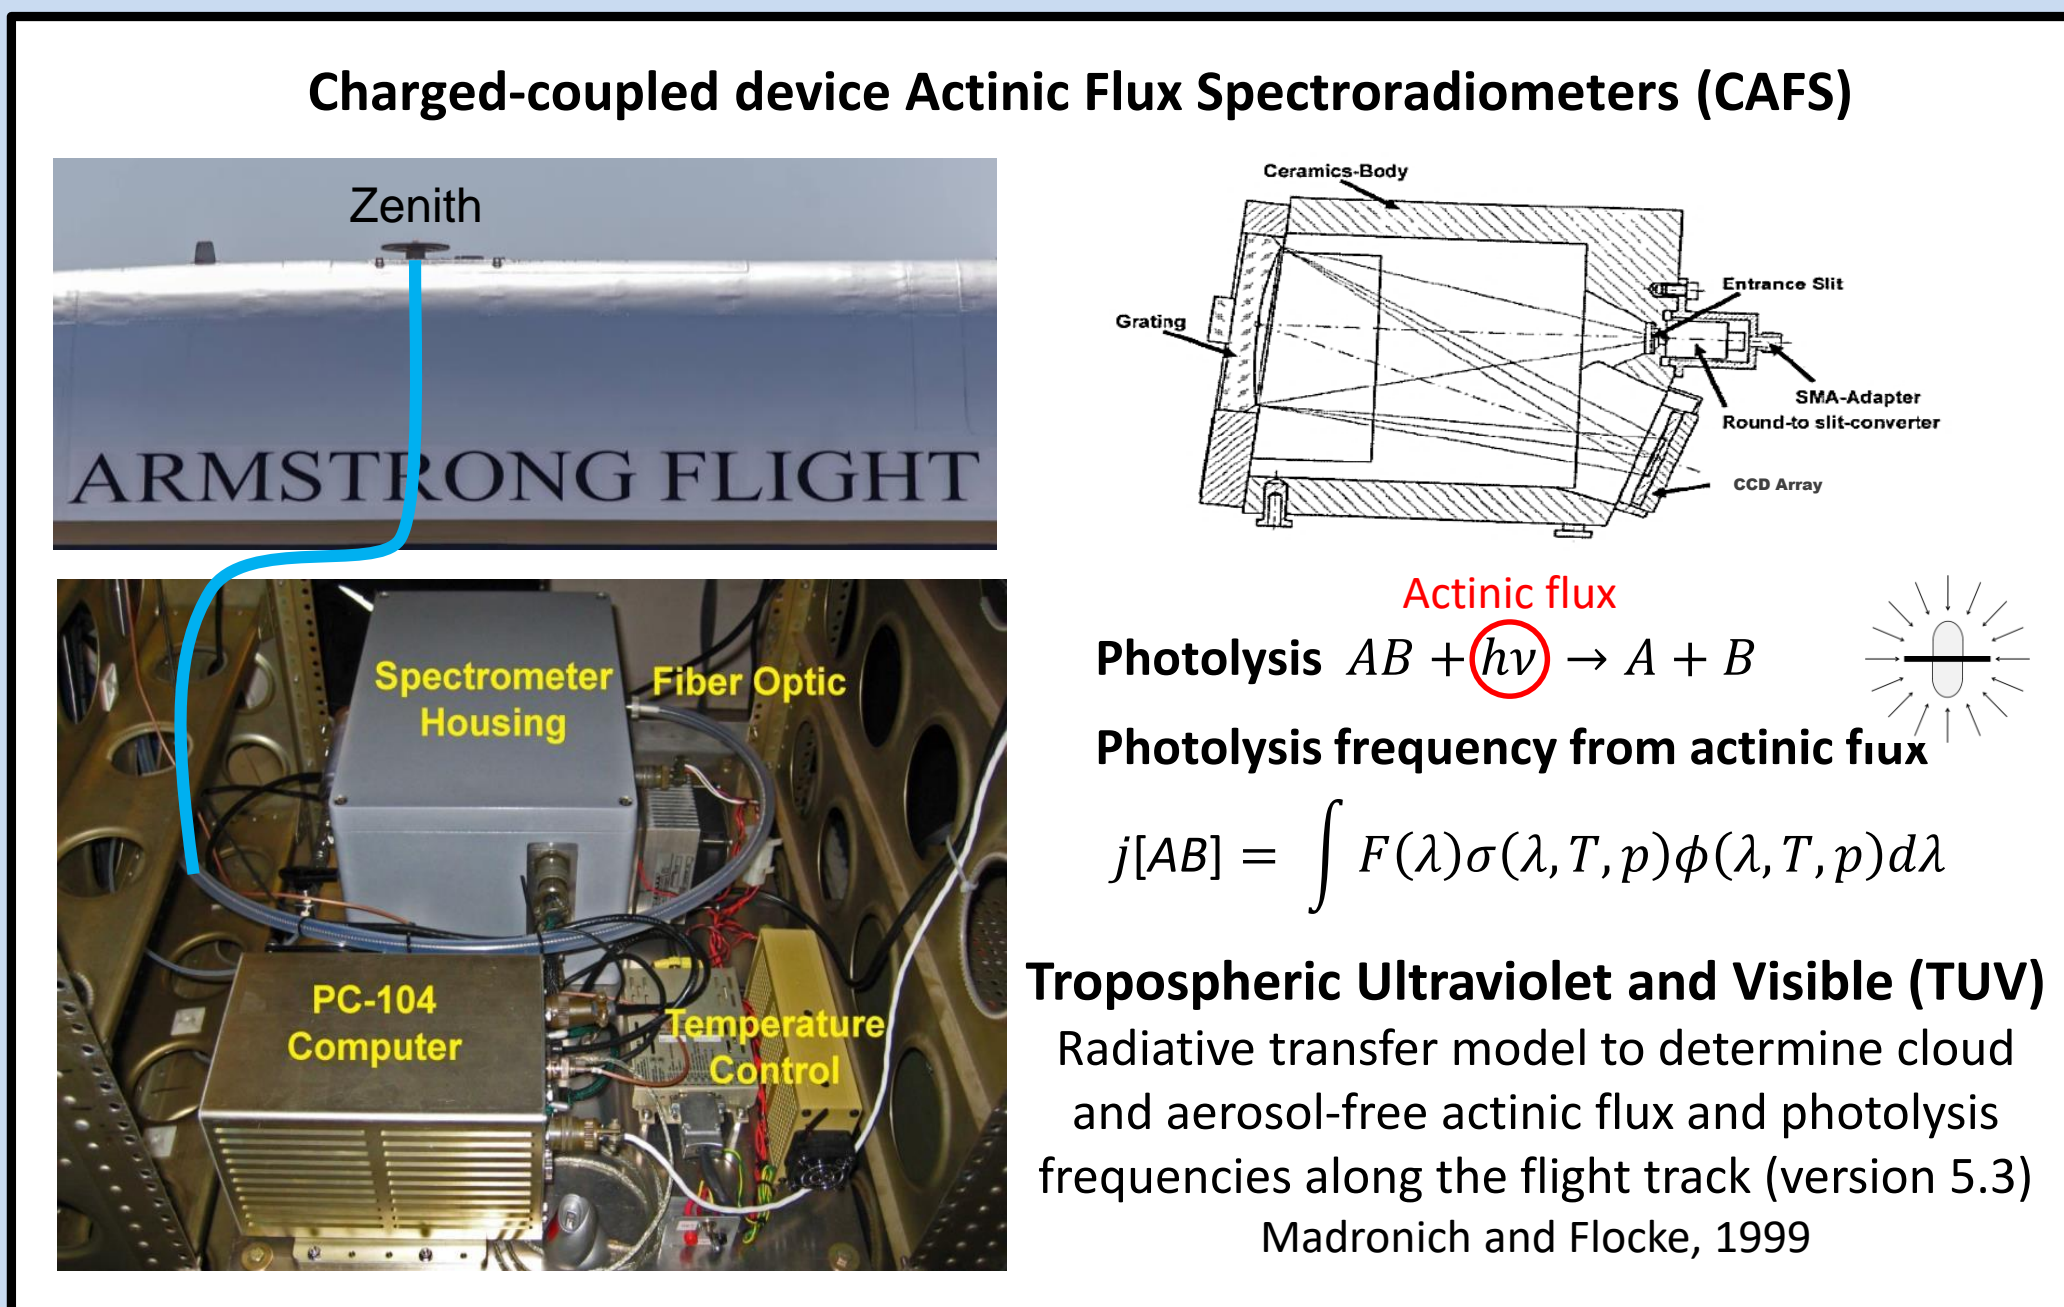 Charged-coupled device Actinic Flux Spectroradiometers (CAFS)
Zenith
ARMSTRONG FLIGHT
Spectrometer
Housing
Fiber Optic
PC-104
Computer
Temperature
Control
Ceramics-Body
Entrance Slit
Grating
SMA-Adapter
Round-to slit-converter
CCD Array
Actinic flux
Photolysis AB + hν → A + B
Photolysis frequency from actinic flux
j[AB] = ∫ F(λ)σ(λ, T, p)ϕ(λ, T, p)dλ
Tropospheric Ultraviolet and Visible (TUV)
Radiative transfer model to determine cloud
and aerosol-free actinic flux and photolysis
frequencies along the flight track (version 5.3)
Madronich and Flocke, 1999